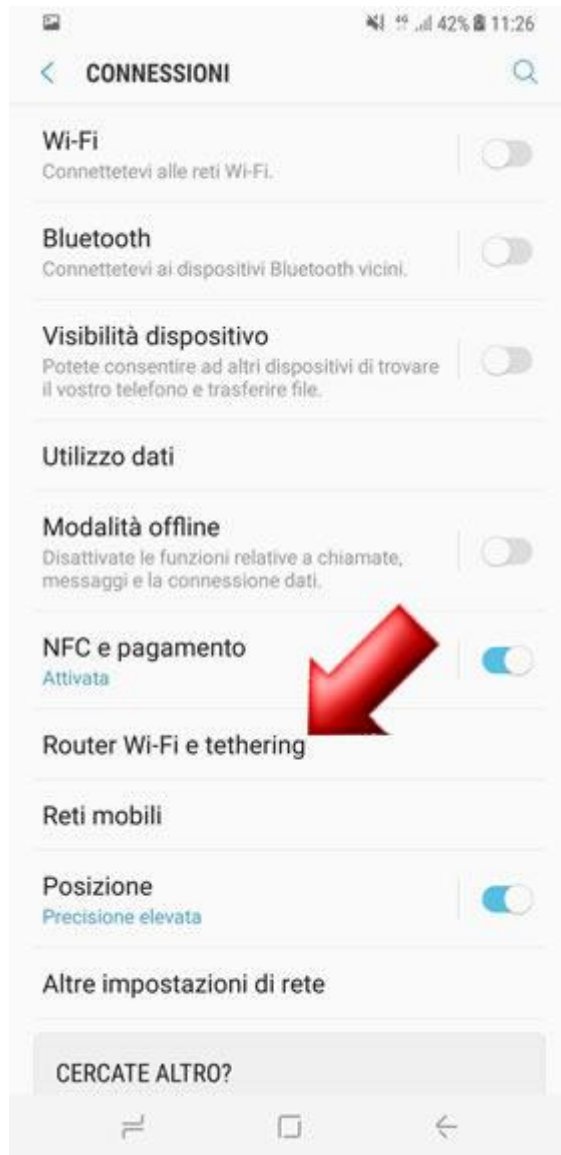 42% 11:26
CONNESSIONI
Wi-Fi
Connettetevi alle reti Wi-Fi.
Bluetooth
Connettetevi ai dispositivi Bluetooth vicini.
Visibilità dispositivo
Potete consentire ad altri dispositivi di trovare
il vostro telefono e trasferire file.
Utilizzo dati
Modalità offline
Disattivate le funzioni relative a chiamate,
messaggi e la connessione dati.
NFC e pagamento
Attivata
Router Wi-Fi e tethering
Reti mobili
Posizione
Precisione elevata
Altre impostazioni di rete
CERCATE ALTRO?